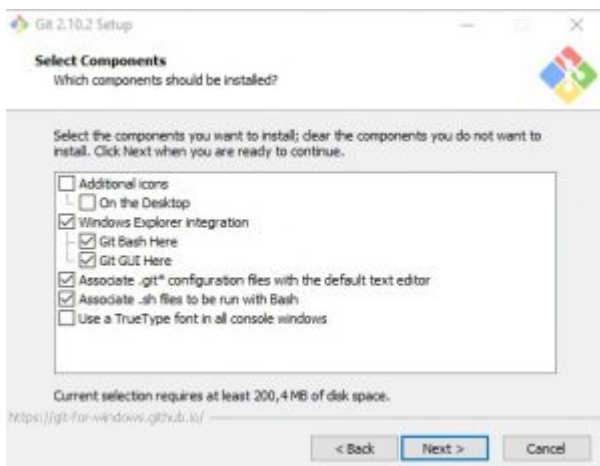 Git 2.10.2 Setup
Select Components
Which components should be installed?
Select the components you want to install; clear the components you do not want to
install. Click Next when you are ready to continue.
Additional icons
On the Desktop
Windows Explorer integration
Git Bash Here
Git GUI Here
Associate .git* configuration files with the default text editor
Associate .sh files to be run with Bash
Use a TrueType font in all console windows
Current selection requires at least 200,4 MB of disk space.
https://git-for-windows.github.io/
< Back Next > Cancel